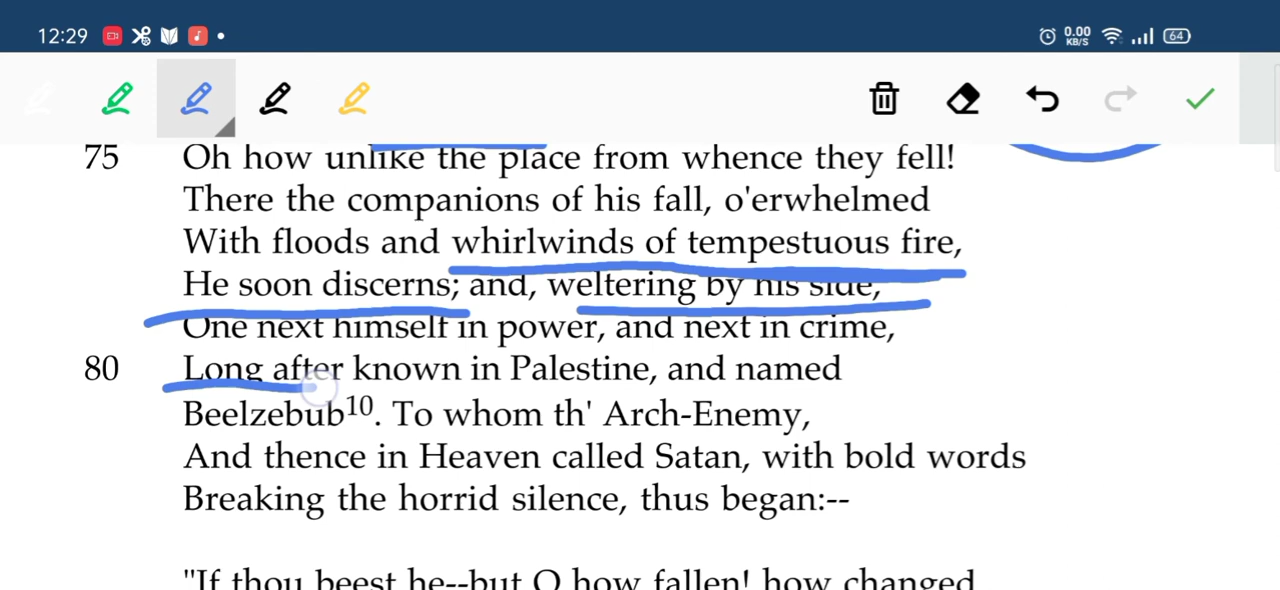 12:29 0.00 KB/S 64
75 Oh how unlike the place from whence they fell!
There the companions of his fall, o'erwhelmed
With floods and whirlwinds of tempestuous fire,
He soon discerns; and, weltering by his side,
One next himself in power, and next in crime,
80 Long after known in Palestine, and named
Beelzebub10. To whom th' Arch-Enemy,
And thence in Heaven called Satan, with bold words
Breaking the horrid silence, thus began:--
"If thou beest he--but O how fallen! how changed